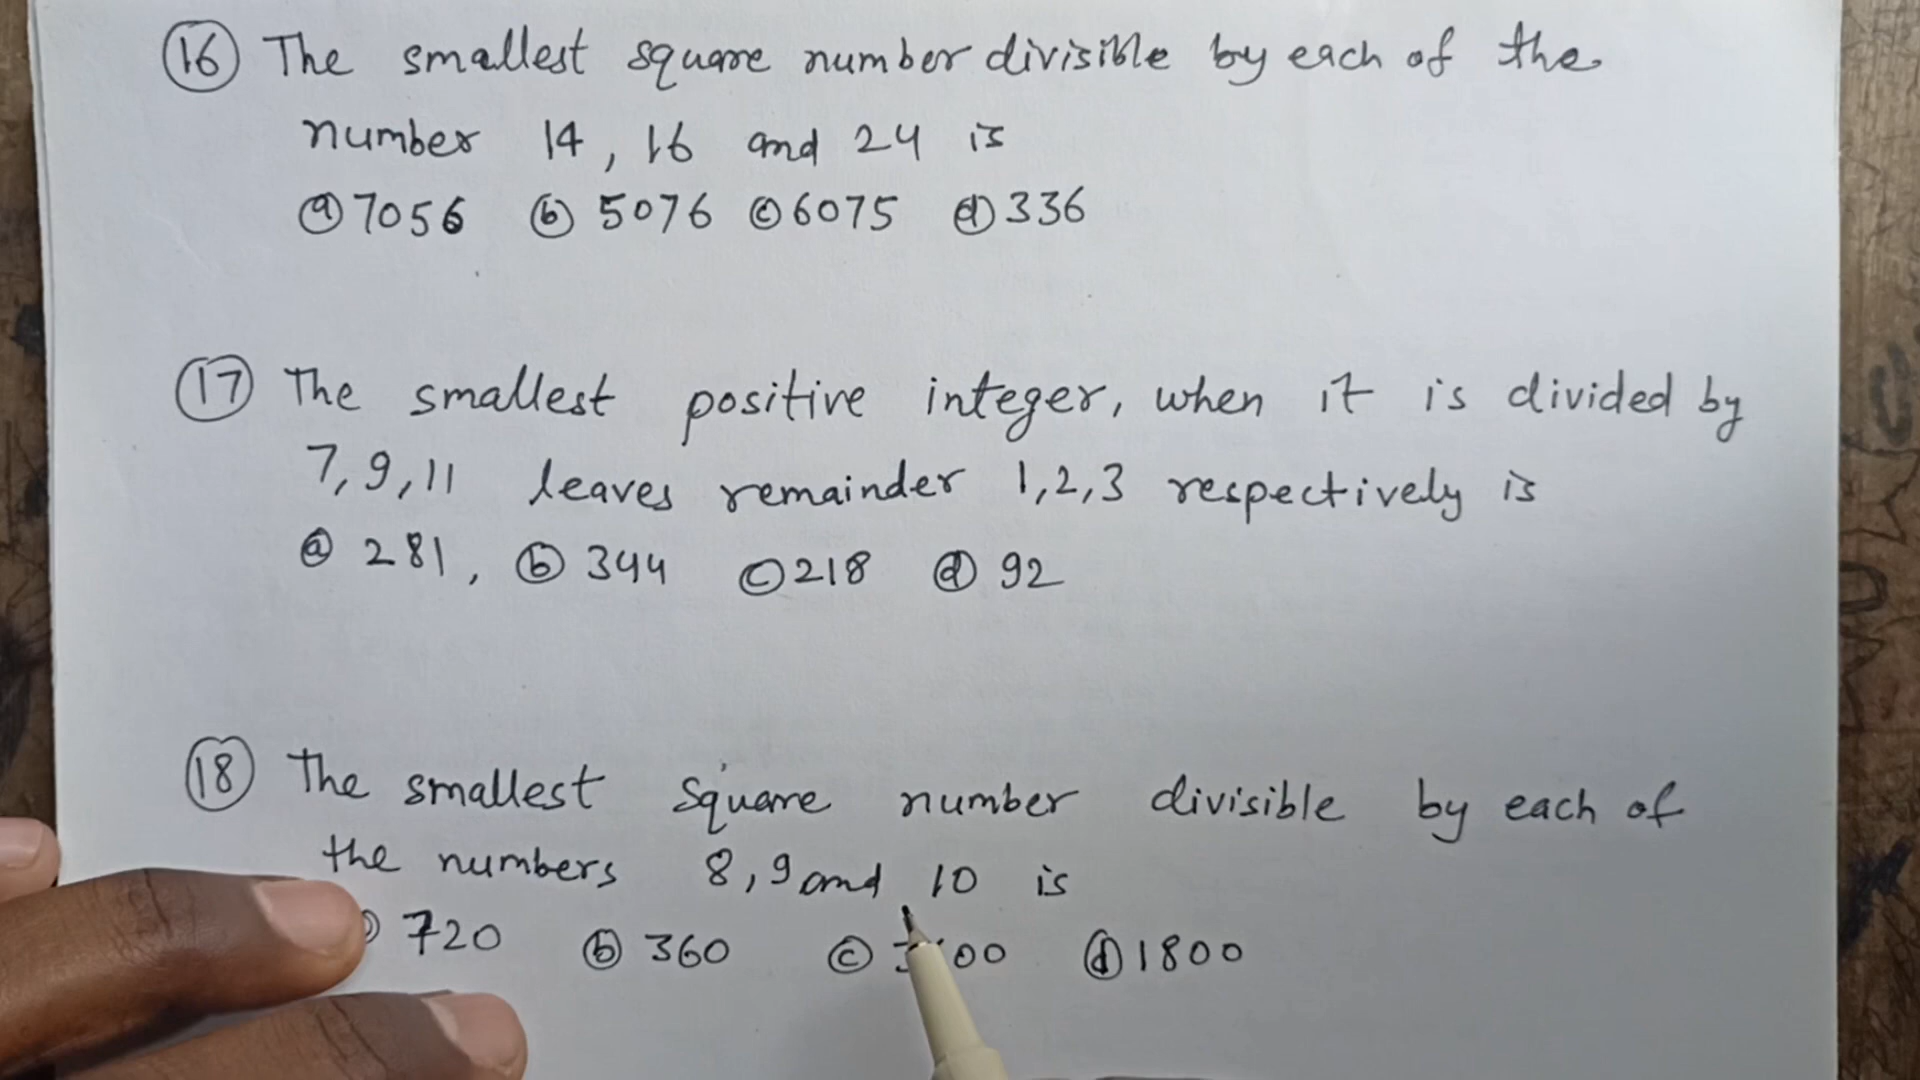 16 The smallest square number divisible by each of the
number 14, 16 and 24 is
a 7056 b 5076 c 6075 d 336
17 The smallest positive integer, when it is divided by
7, 9, 11 leaves remainder 1, 2, 3 respectively is
a 281, b 344 c 218 d 92
18 The smallest square number divisible by each of
the numbers 8, 9 and 10 is
720 b 360 c 00 d 1800